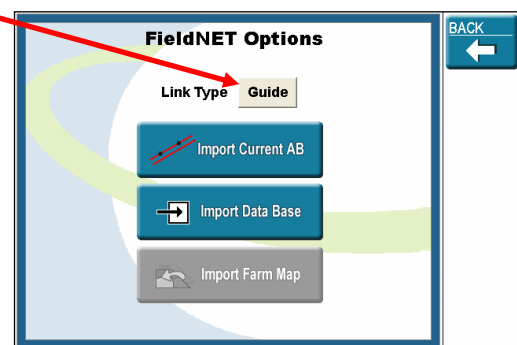 FieldNET Options
BACK
Link Type Guide
Import Current AB
Import Data Base
Import Farm Map